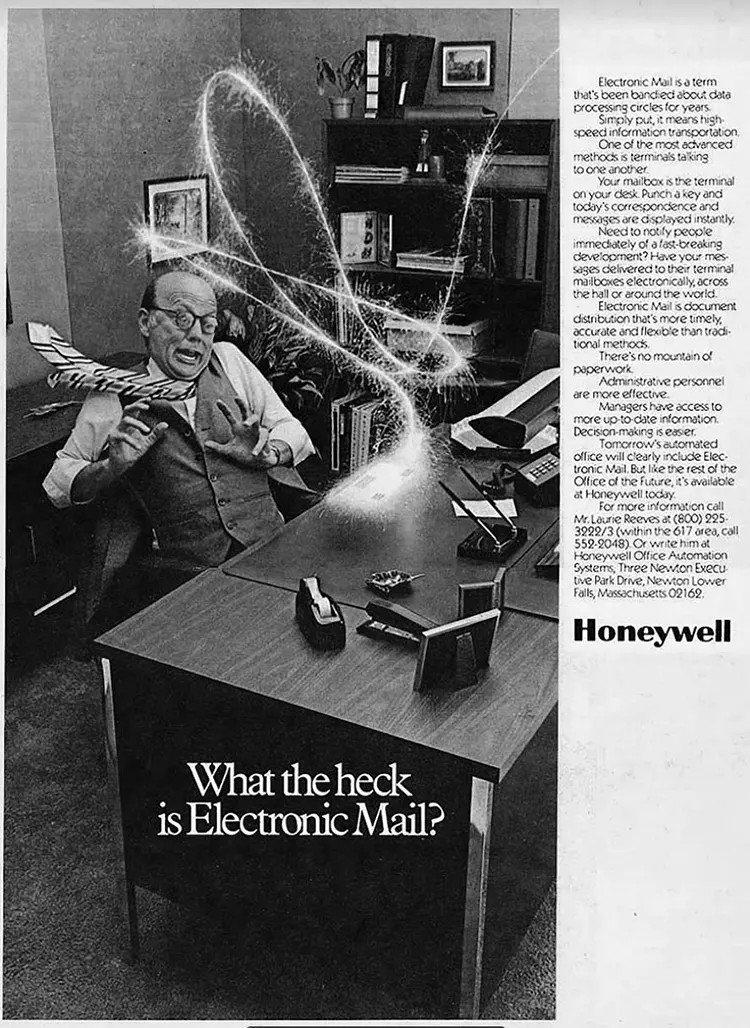 What the heck
is Electronic Mail?
Electronic Mail is a term
that's been bandied about data
processing circles for years.
Simply put, it means high-
speed information transportation.
One of the most advanced
methods is terminals talking
to one another.
Your mailbox is the terminal
on your desk. Punch a key and
today's correspondence and
messages are displayed instantly.
Need to notify people
immediately of a fast-breaking
development? Have your mes-
sages delivered to their terminal
mailboxes electronically, across
the hall or around the world.
Electronic Mail is document
distribution that's more timely,
accurate and flexible than tradi-
tional methods.
There's no mountain of
paperwork.
Administrative personnel
are more effective.
Managers have access to
more up-to-date information.
Decision-making is easier.
Tomorrow's automated
office will clearly include Elec-
tronic Mail. But like the rest of the
Office of the Future, it's available
at Honeywell today.
For more information call
Mr. Laurie Reeves at (800) 225-
3222/3 (within the 617 area, call
552-2048). Or write him at
Honeywell Office Automation
Systems, Three Newton Execu-
tive Park Drive, Newton Lower
Falls, Massachusetts 02162.
Honeywell